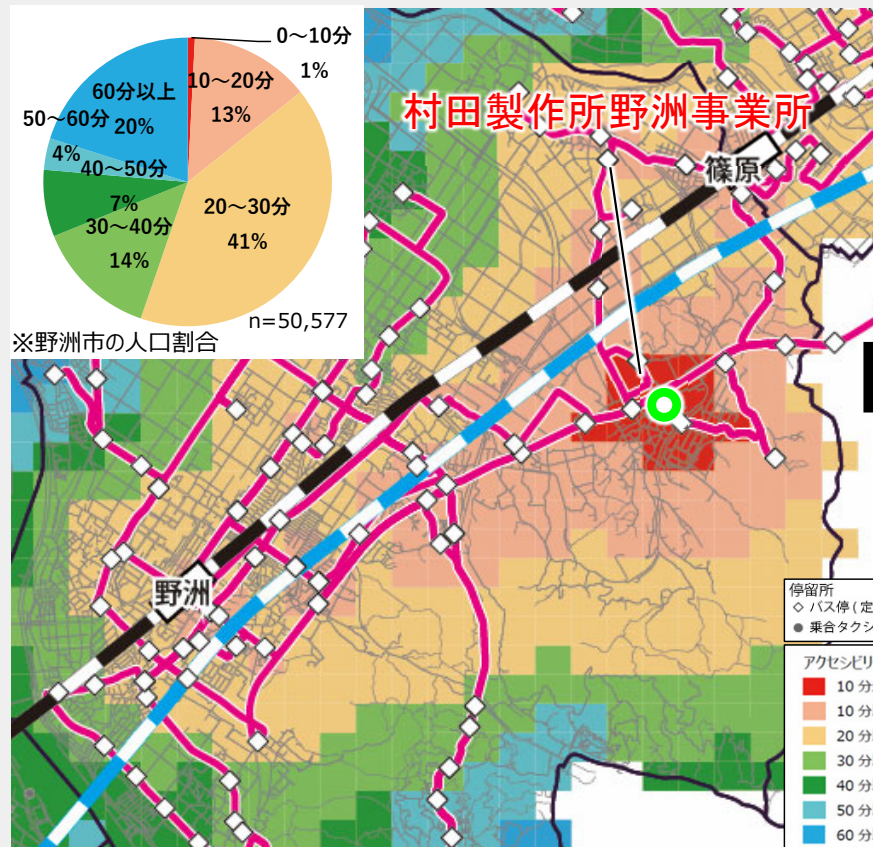 0～10分
1%
10～20分
13%
60分以上
20%
50～60分
4%
40～50分
7%
30～40分
14%
20～30分
41%
n=50,577
※野洲市の人口割合
村田製作所野洲事業所
篠原
野洲
停留所
◇ バス停 ( 定
● 乗合タクシ
アクセシビリ
10 分
10 分
20 分
30 分
40 分
50 分
60 分